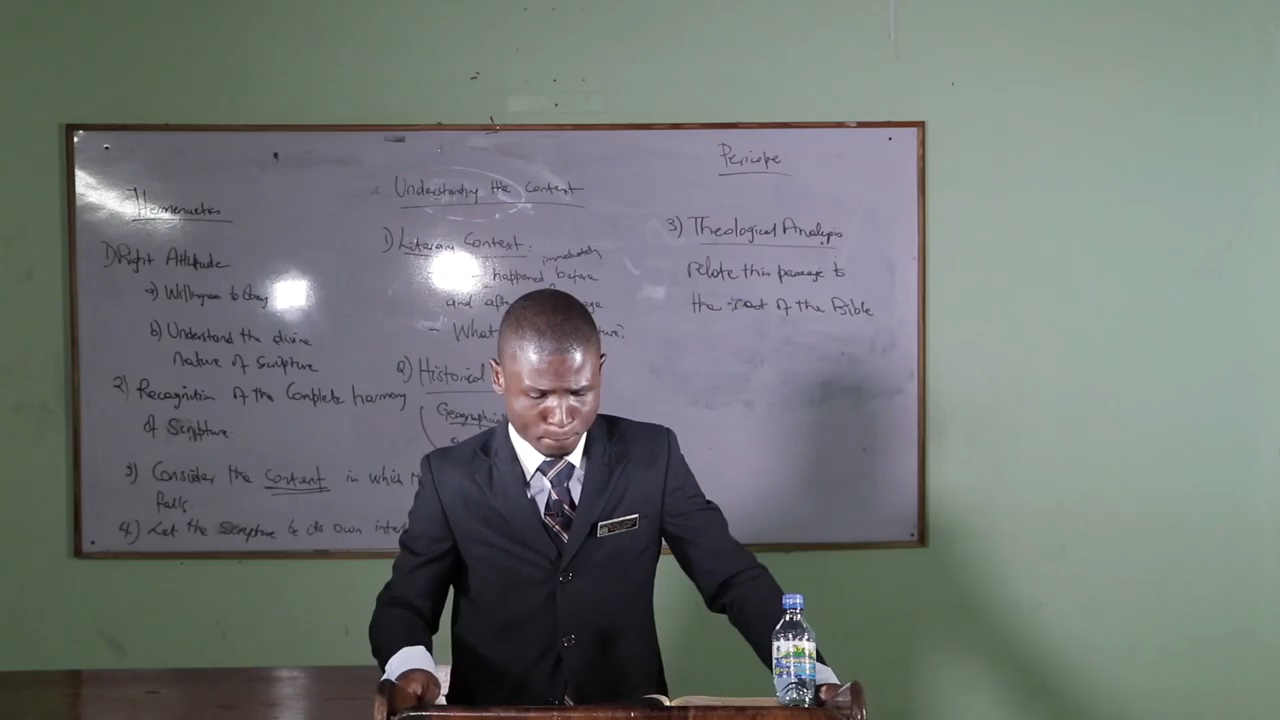 Hermeneutics
1) Right Attitude
a) Willingness to Obey
b) Understand the divine
nature of Scripture
2) Recognition of the Complete harmony
of Scripture.
3) Consider the Context in which
falls
4) Let the Scripture be its own
Understanding the Context
1) Literary Context:
immediately
- happened before
and
- What
2) Historical
Pericope
3) Theological Analysis
relate this passage to
the rest of the Bible